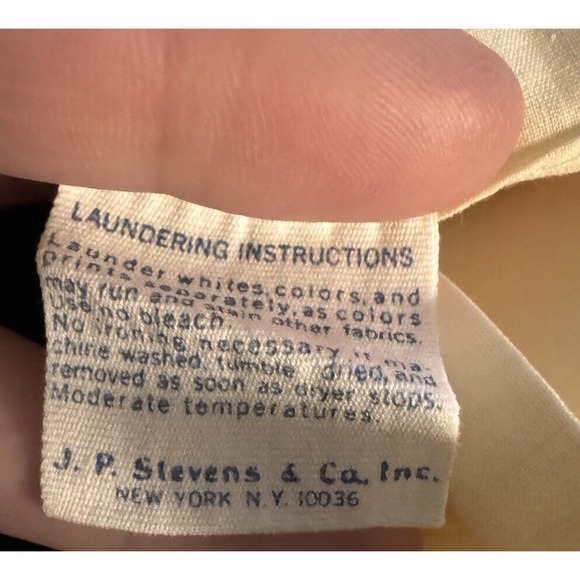 LAUNDERING INSTRUCTIONS
Launder whites, colors, and
prints separately, as colors
may run and stain other fabrics.
Use no bleach.
No ironing necessary if ma-
chine washed, tumble dried, and
removed as soon as dryer stops.
Moderate temperatures.
J. P. Stevens & Co. Inc.
NEW YORK N.Y. 10036